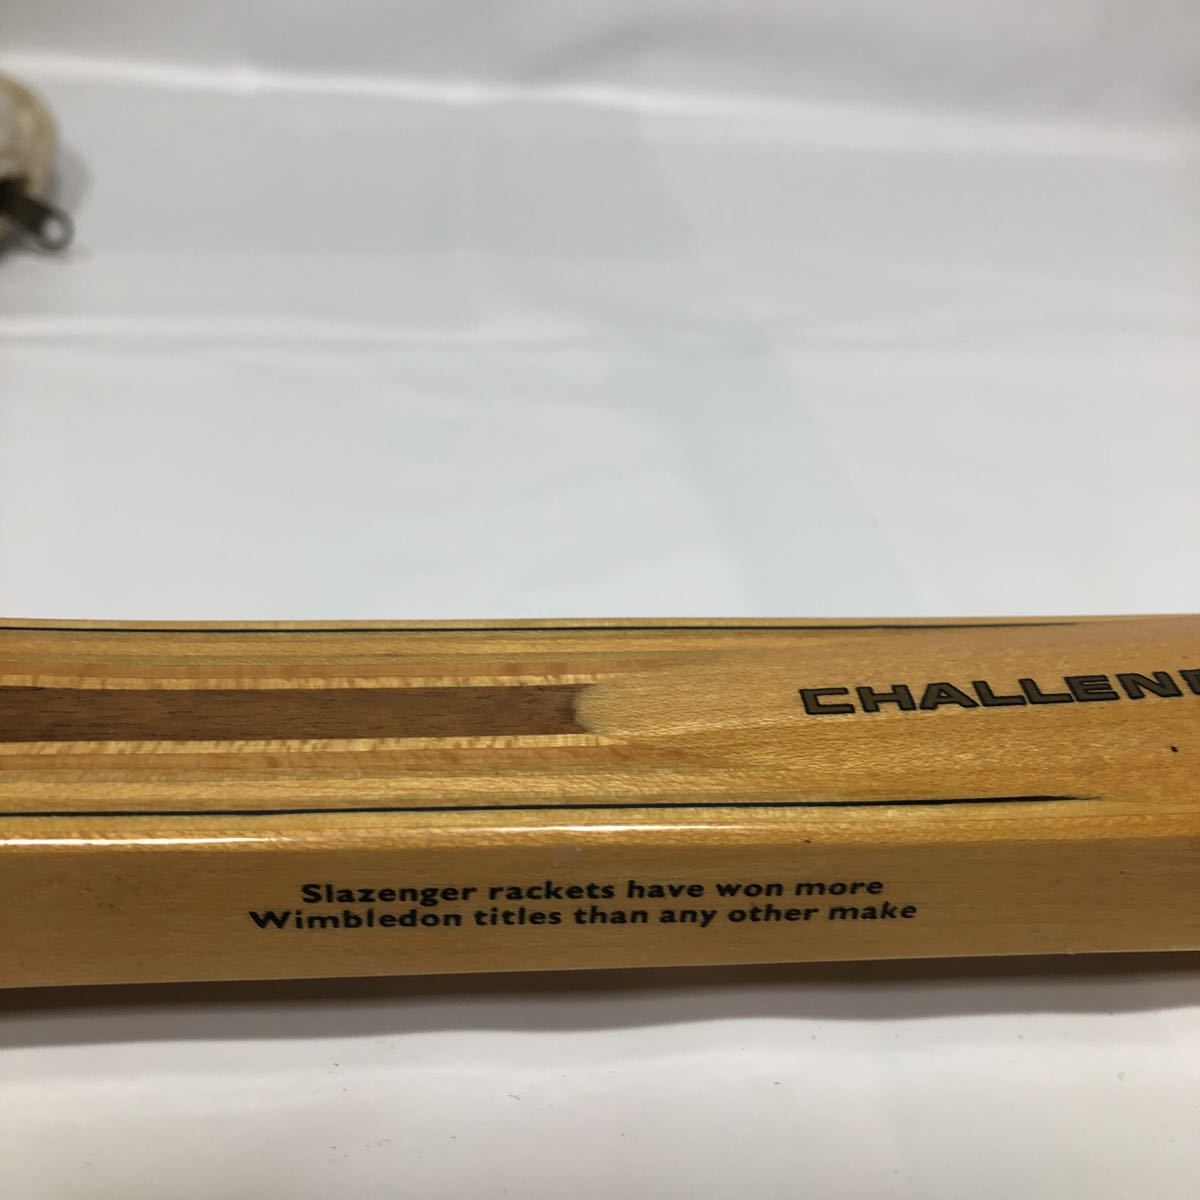 CHALLEN
Slazenger rackets have won more
Wimbledon titles than any other make